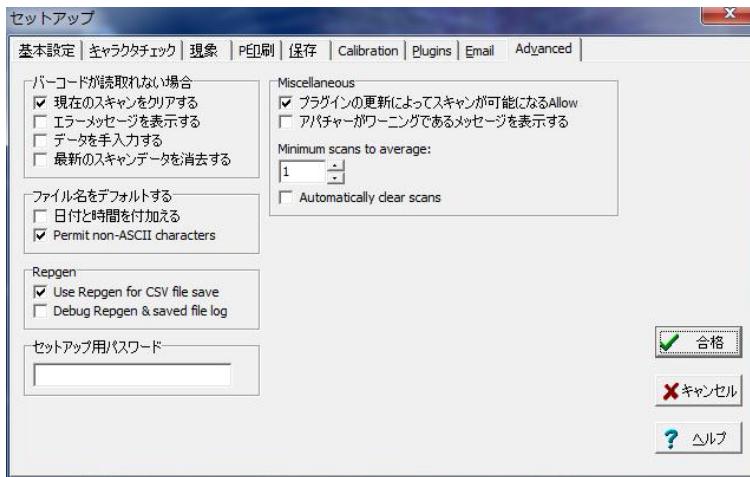 セットアップ
基本設定 キャラクタチェック 現象 PE印刷 保存 Calibration Plugins Email Advanced
バーコードが読取れない場合
現在のスキャンをクリアする
エラーメッセージを表示する
データを手入力する
最新のスキャンデータを消去する
ファイル名をデフォルトする
日付と時間を付加える
Permit non-ASCII characters
Repgen
Use Repgen for CSV file save
Debug Repgen & saved file log
セットアップ用パスワード
Miscellaneous
プラグインの更新によってスキャンが可能になるAllow
アパチャーがワーニングであるメッセージを表示する
Minimum scans to average:
1
Automatically clear scans
合格
キャンセル
ヘルプ